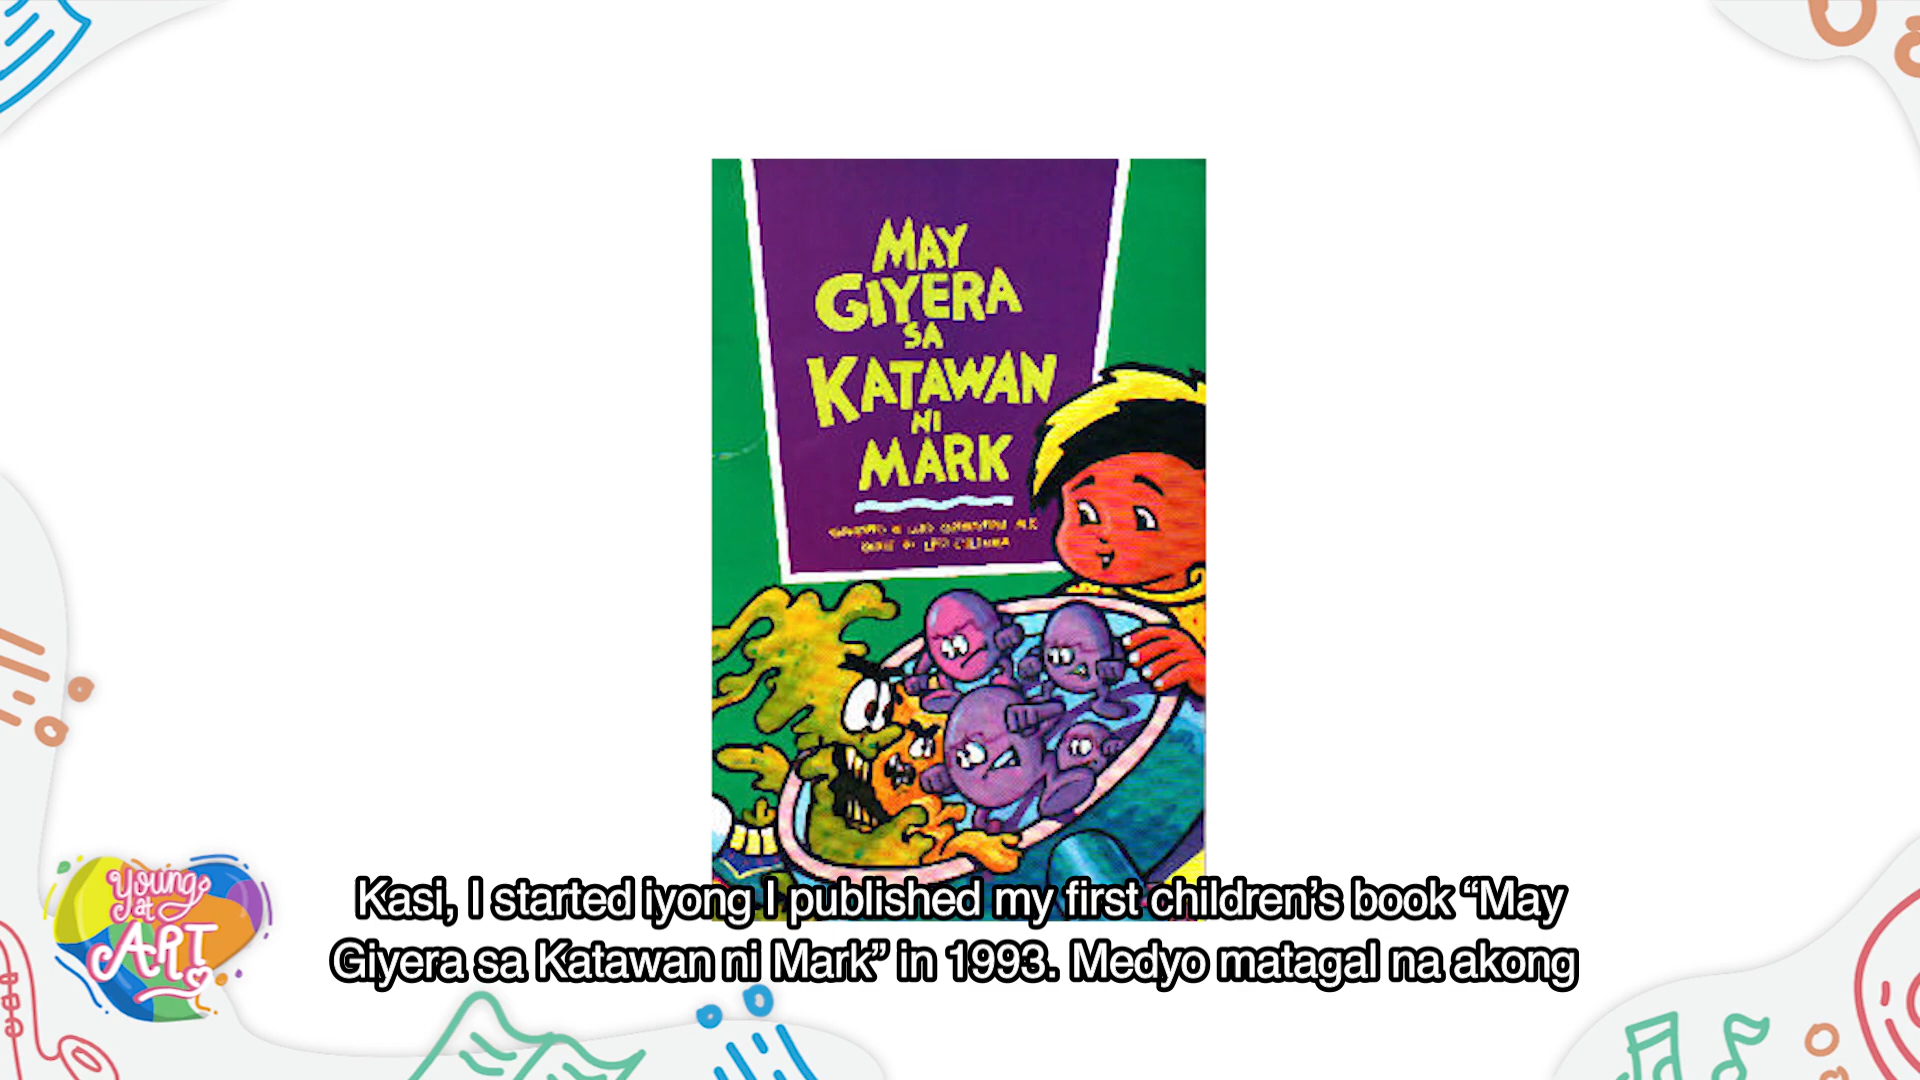 MAY
GIYERA
SA
KATAWAN
NI
MARK
Young
at
ART
Kasi, I started iyong I published my first children’s book “May
Giyera sa Katawan ni Mark” in 1993. Medyo matagal na akong